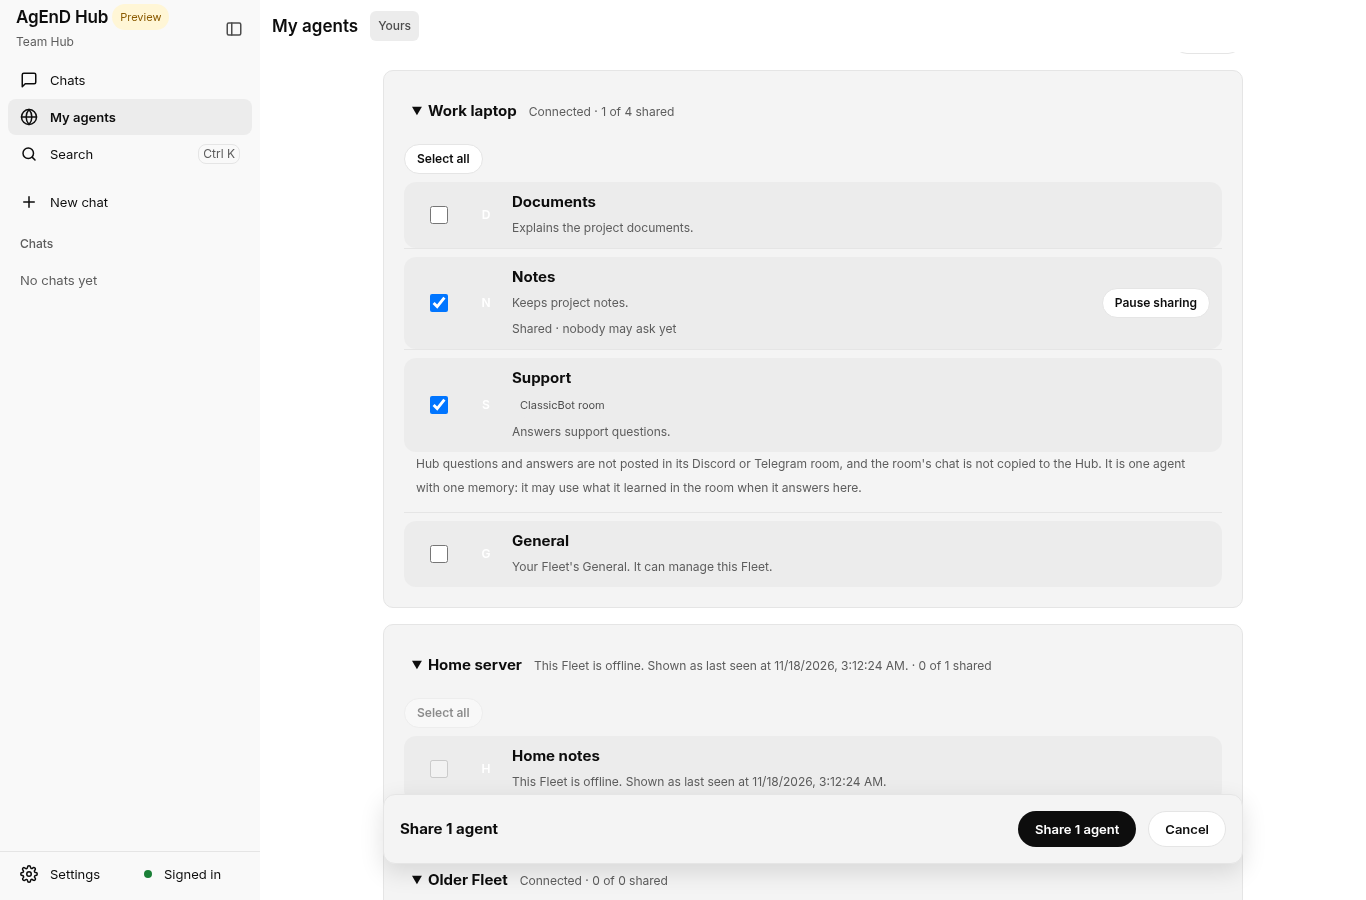 AgEnD Hub Preview
Team Hub
Chats
My agents
Search Ctrl K
New chat
Chats
No chats yet
Settings
Signed in
My agents Yours
Work laptop Connected · 1 of 4 shared
Select all
D
Documents
Explains the project documents.
N
Notes
Keeps project notes.
Shared · nobody may ask yet
Pause sharing
S
Support
ClassicBot room
Answers support questions.
Hub questions and answers are not posted in its Discord or Telegram room, and the room's chat is not copied to the Hub. It is one agent
with one memory: it may use what it learned in the room when it answers here.
G
General
Your Fleet's General. It can manage this Fleet.
Home server This Fleet is offline. Shown as last seen at 11/18/2026, 3:12:24 AM. · 0 of 1 shared
Select all
H
Home notes
This Fleet is offline. Shown as last seen at 11/18/2026, 3:12:24 AM.
Share 1 agent
Share 1 agent
Cancel
Older Fleet Connected · 0 of 0 shared